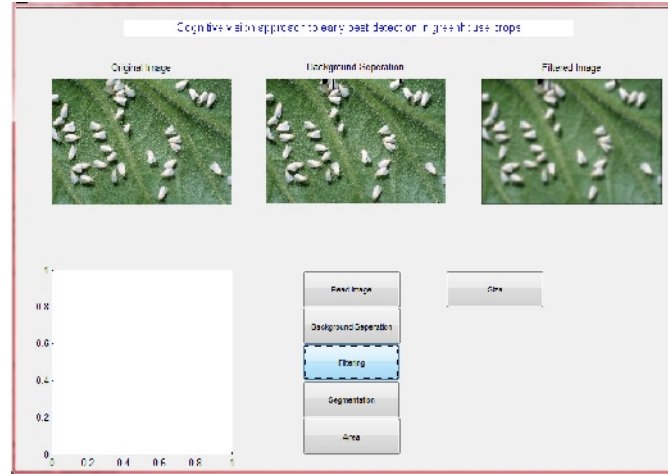 Cognitive vision approach to early pest detection in greenhouse crops
Original Image
Background Seperation
Filtered Image
Read Image
Size
Background Seperation
Filtering
Segmentation
Area
1
0.8
0.6
0.4
0.2
0
0 0.2 0.4 0.6 0.8 1